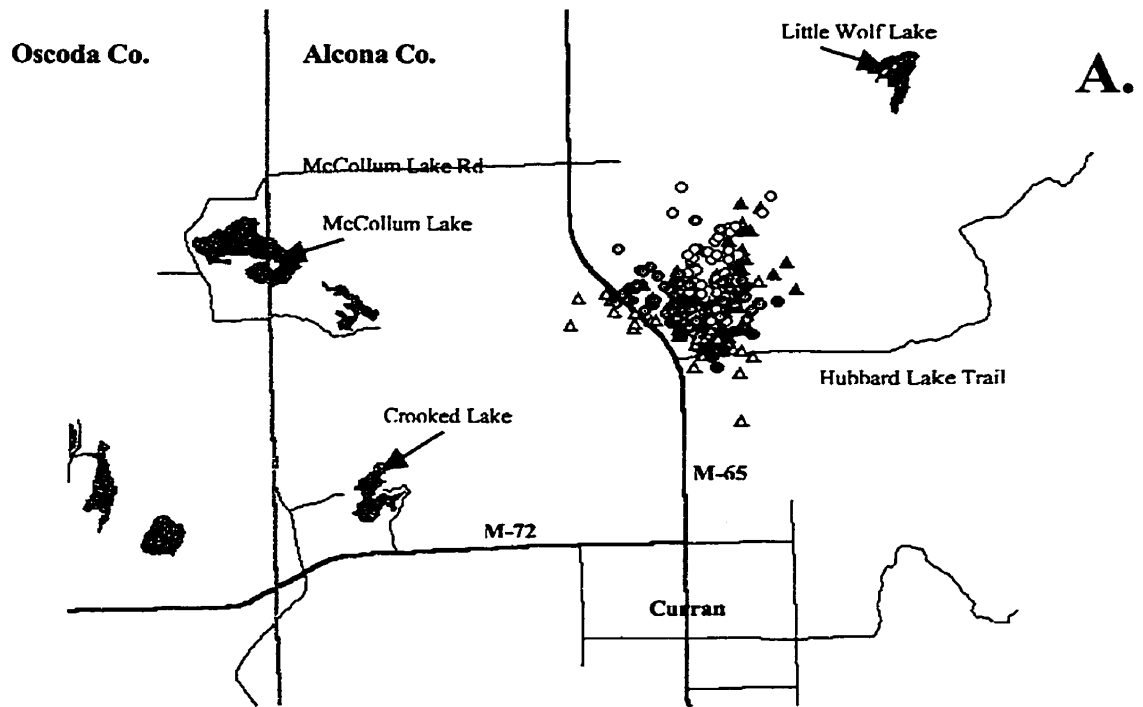 Little Wolf Lake
Oscoda Co.
Alcona Co.
A.
McCollum Lake Rd
McCollum Lake
Hubbard Lake Trail
Crooked Lake
M-65
M-72
Curran